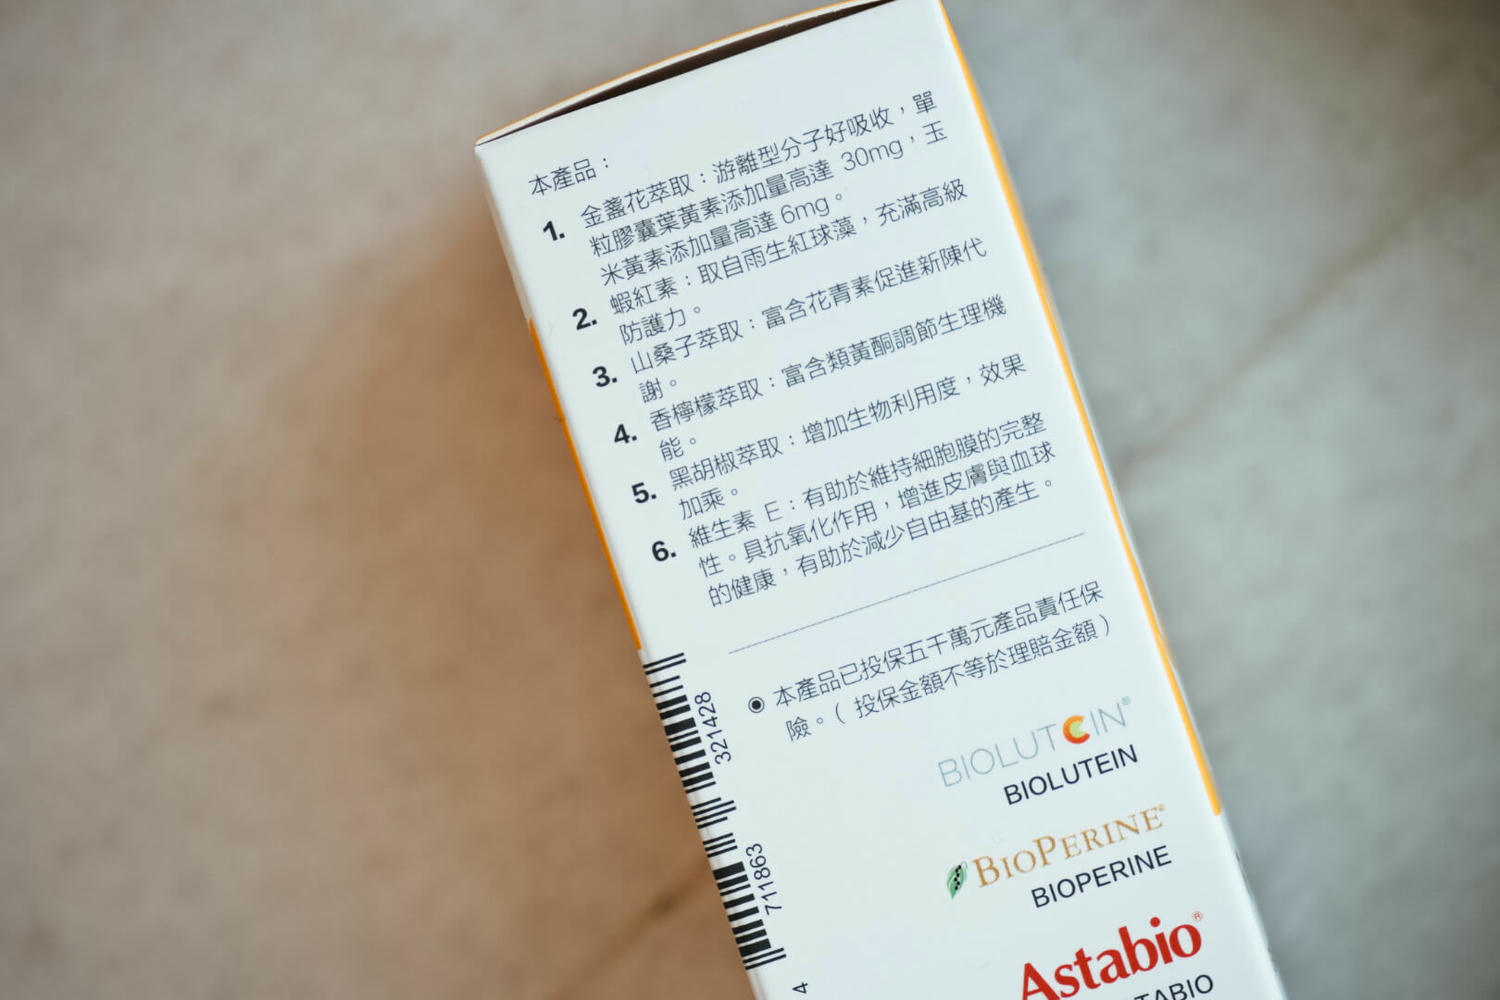 本產品：
1. 金盞花萃取：游離型分子好吸收，單
粒膠囊葉黃素添加量高達 30mg，玉
米黃素添加量高達 6mg。
2. 蝦紅素：取自雨生紅球藻，充滿高級
防護力。
3. 山桑子萃取：富含花青素促進新陳代
謝。
4. 香檸檬萃取：富含類黃酮調節生理機
能。
5. 黑胡椒萃取：增加生物利用度，效果
加乘。
6. 維生素 E：有助於維持細胞膜的完整
性。具抗氧化作用，增進皮膚與血球
的健康，有助於減少自由基的產生。
◉ 本產品已投保五千萬元產品責任保
險。（ 投保金額不等於理賠金額）
BIOLUTEIN®
BIOLUTEIN
BIOPERINE®
BIOPERINE
Astabio®
TABIO
4 711863 321428